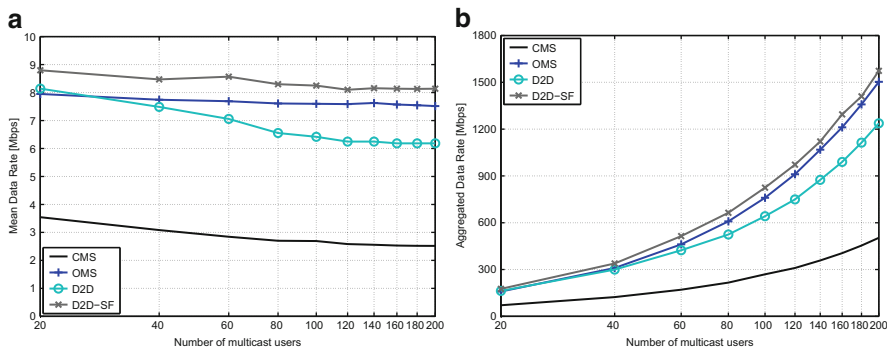 a
10
9
8
7
6
5
4
3
2
1
0
Mean Data Rate [Mbps]
CMS
OMS
D2D
D2D−SF
20 40 60 80 100 120 140 160 180 200
Number of multicast users
b
1800
1500
1200
900
600
300
0
Aggregated Data Rate [Mbps]
CMS
OMS
D2D
D2D−SF
20 40 60 80 100 120 140 160 180 200
Number of multicast users